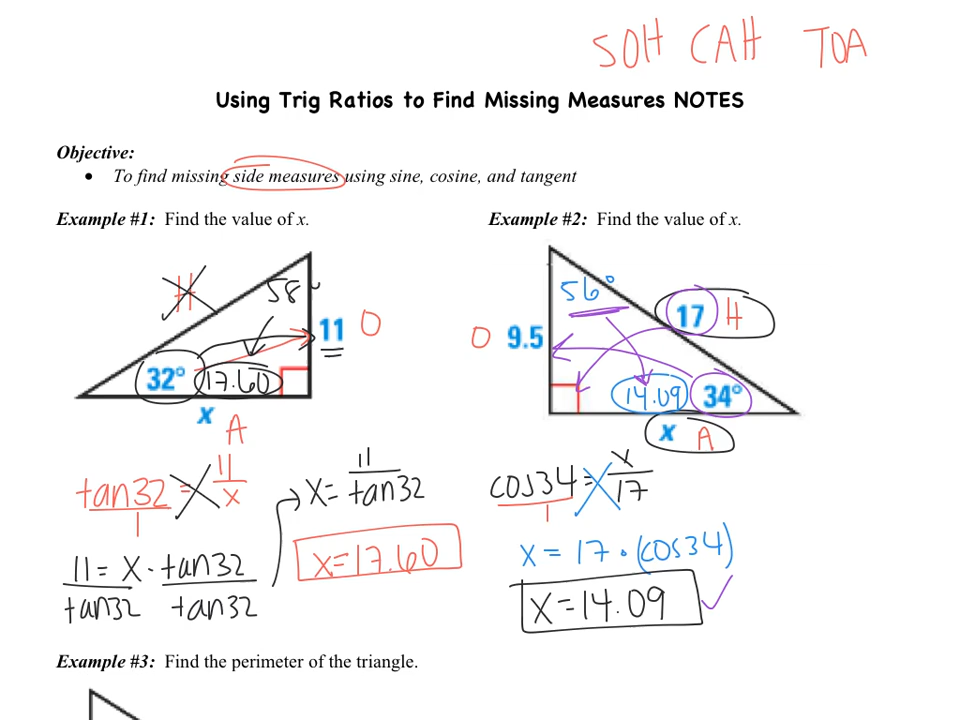 SOH CAH TOA
Using Trig Ratios to Find Missing Measures NOTES
Objective:
• To find missing side measures using sine, cosine, and tangent
Example #1: Find the value of x.
H
58°
11 O
32° 17.60
x
A
tan32 = 11/x
1
11 = x · tan32
tan32 tan32
x = 11/tan32
x=17.60
Example #2: Find the value of x.
56°
17 H
O 9.5
14.09 34°
x A
cos34 = x/17
1
x = 17 · (cos34)
x=14.09
Example #3: Find the perimeter of the triangle.